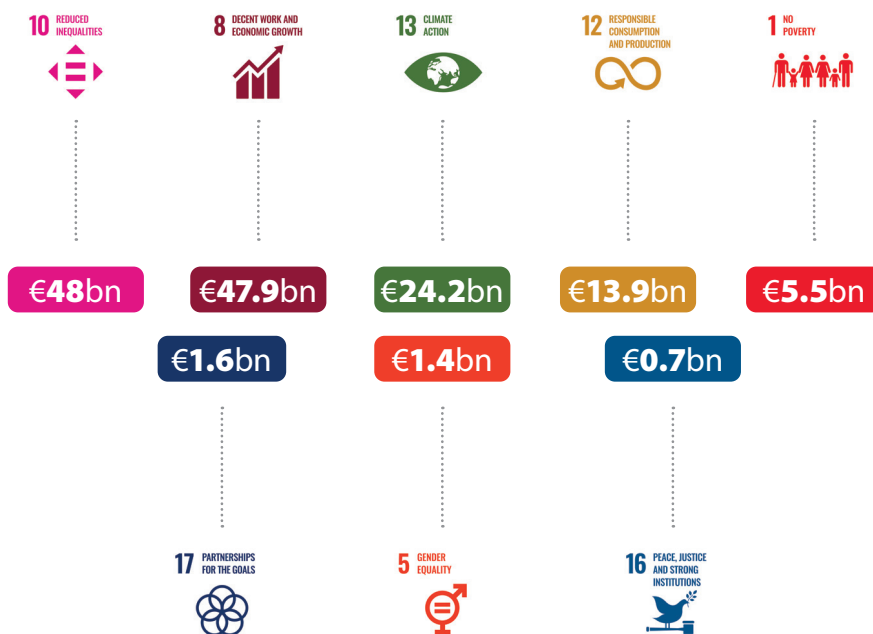 10 REDUCED
INEQUALITIES
8 DECENT WORK AND
ECONOMIC GROWTH
13 CLIMATE
ACTION
12 RESPONSIBLE
CONSUMPTION
AND PRODUCTION
1 NO
POVERTY
€48bn
€47.9bn
€24.2bn
€13.9bn
€5.5bn
€1.6bn
€1.4bn
€0.7bn
17 PARTNERSHIPS
FOR THE GOALS
5 GENDER
EQUALITY
16 PEACE, JUSTICE
AND STRONG
INSTITUTIONS